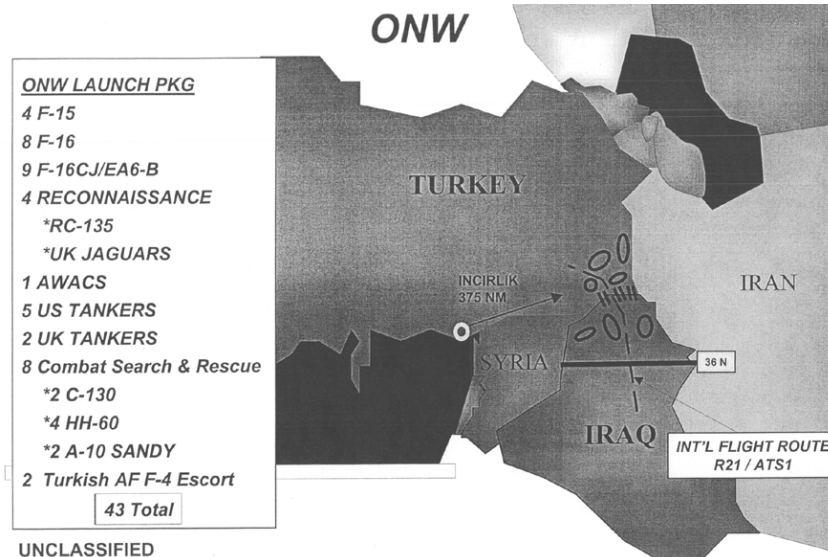 ONW
ONW LAUNCH PKG
4 F-15
8 F-16
9 F-16CJ/EA6-B
4 RECONNAISSANCE
*RC-135
*UK JAGUARS
1 AWACS
5 US TANKERS
2 UK TANKERS
8 Combat Search & Rescue
*2 C-130
*4 HH-60
*2 A-10 SANDY
2 Turkish AF F-4 Escort
43 Total
UNCLASSIFIED
TURKEY
INCIRLIK
375 NM
IRAN
SYRIA
36 N
IRAQ
INT'L FLIGHT ROUTE
R21 / ATS1